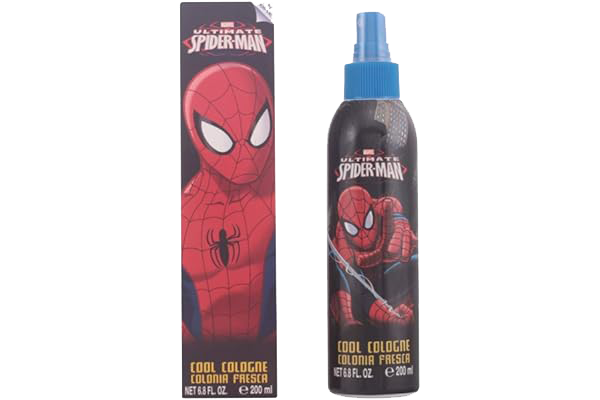 MARVEL
ULTIMATE
SPIDER-MAN
COOL COLOGNE
COLONIA FRESCA
NET 6.8 FL. OZ. e 200 ml
MARVEL
ULTIMATE
SPIDER-MAN
COOL COLOGNE
COLONIA FRESCA
NET 6.8 FL. OZ. e 200 ml